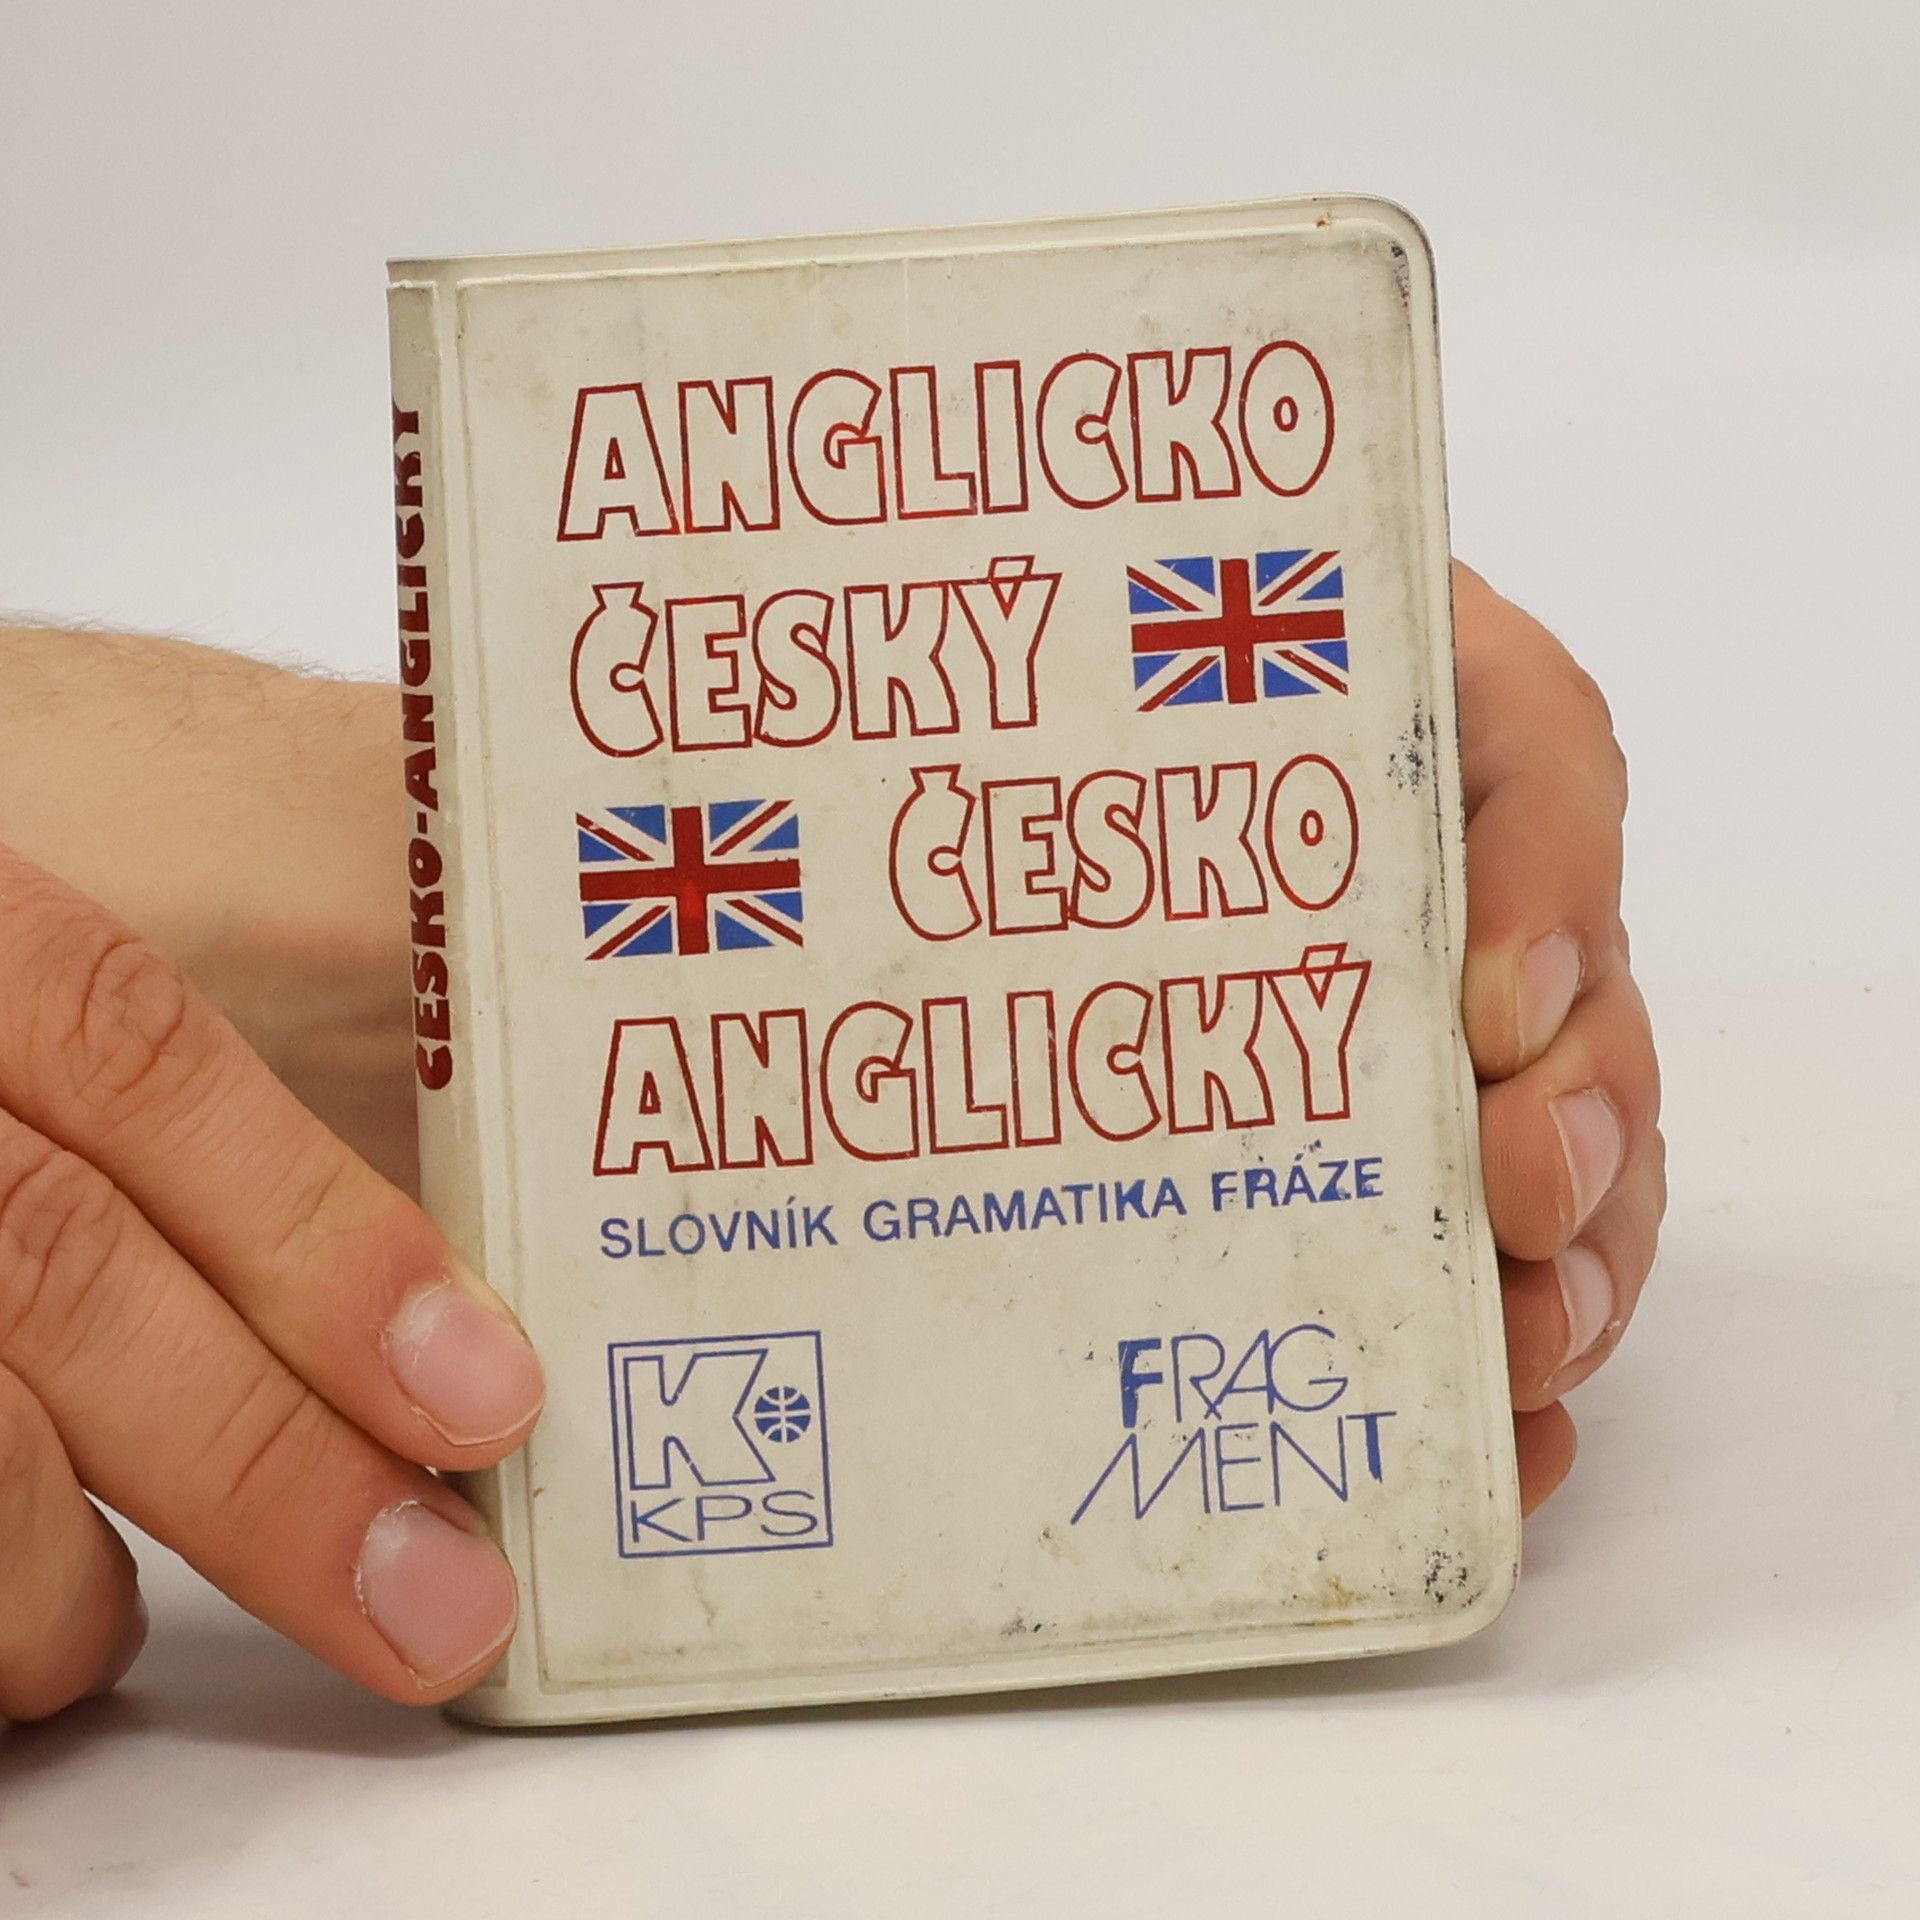 ČESKO-ANGLICKÝ
ANGLICKO
ČESKÝ
ČESKO
ANGLICKÝ
SLOVNÍK GRAMATIKA FRÁZE
K
KPS
FRAG
MENT